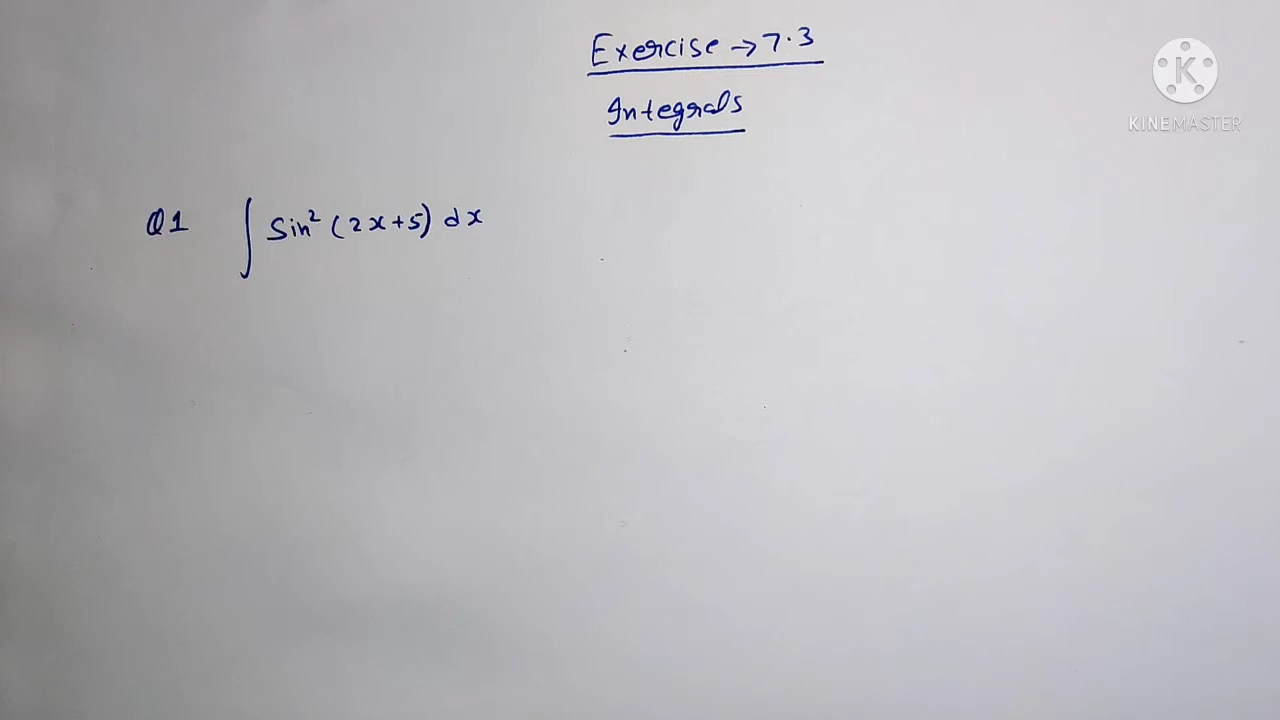 Exercise → 7.3
Integrals
K
KINEMASTER
Q1 ∫ Sin² (2x+5) dx